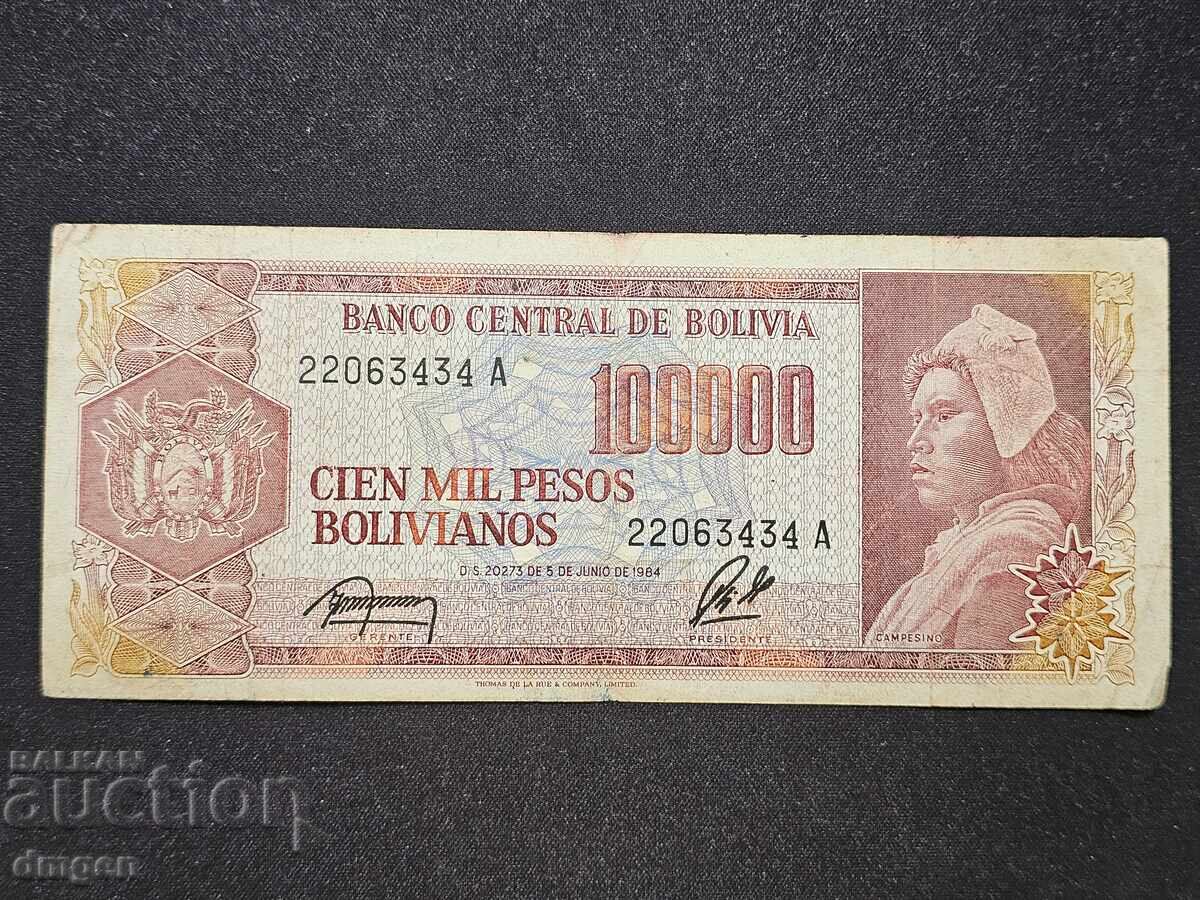 BANCO CENTRAL DE BOLIVIA
22063434 A
100000
CIEN MIL PESOS
BOLIVIANOS
22063434 A
D.S. 20273 DE 5 DE JUNIO DE 1984
GERENTE
PRESIDENTE
CAMPESINO
THOMAS DE LA RUE & COMPANY, LIMITED.
BALKAN
auction
dmgen